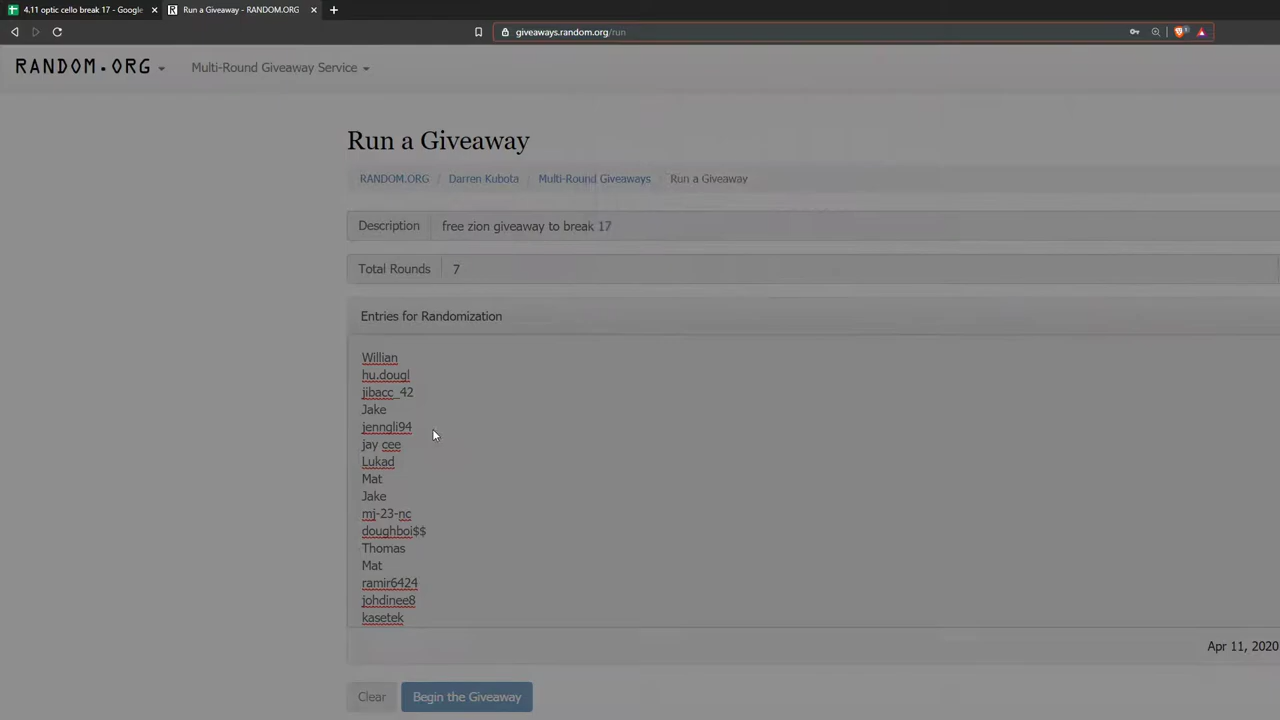 4.11 optic cello break 17 - Google
Run a Giveaway - RANDOM.ORG
giveaways.random.org/run
RANDOM.ORG
Multi-Round Giveaway Service
Run a Giveaway
RANDOM.ORG / Darren Kubota / Multi-Round Giveaways / Run a Giveaway
Description free zion giveaway to break 17
Total Rounds 7
Entries for Randomization
Willian
hu.dougl
jibacc_42
Jake
jenngli94
jay cee
Lukad
Mat
Jake
mj-23-nc
doughboi$$
Thomas
Mat
ramir6424
johdinee8
kasetek
Apr 11, 2020
Clear
Begin the Giveaway